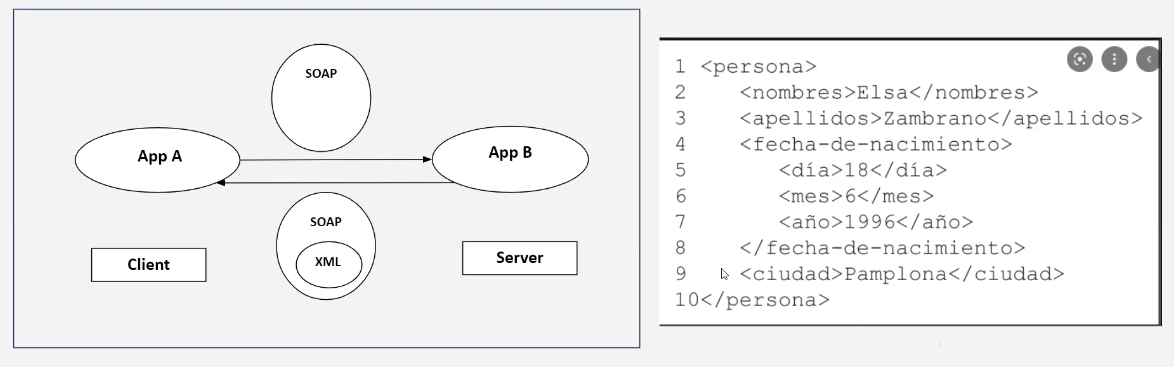 SOAP
App A
App B
SOAP
XML
Client
Server
1 <persona>
2 <nombres>Elsa</nombres>
3 <apellidos>Zambrano</apellidos>
4 <fecha-de-nacimiento>
5 <día>18</día>
6 <mes>6</mes>
7 <año>1996</año>
8 </fecha-de-nacimiento>
9 <ciudad>Pamplona</ciudad>
10</persona>